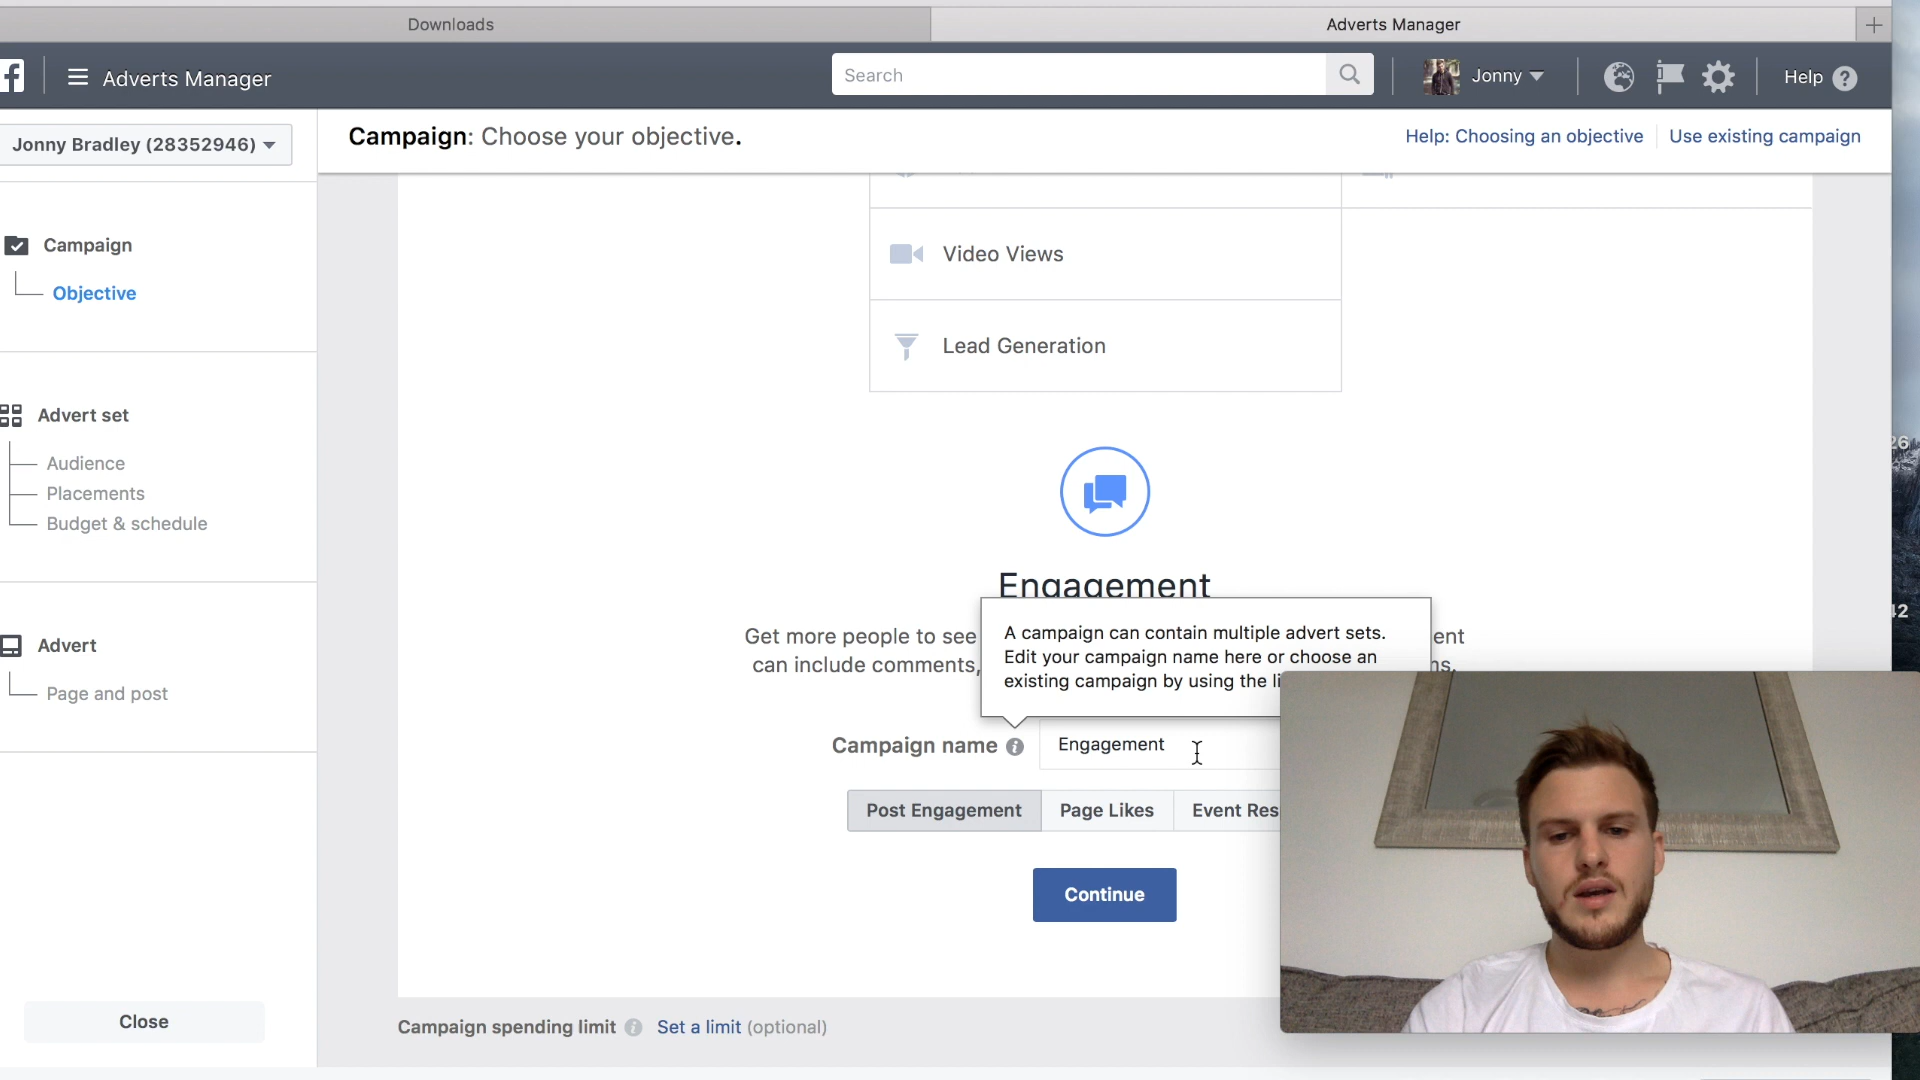 Downloads
Adverts Manager
f
Adverts Manager
Search
Jonny
Help ?
Jonny Bradley (28352946)
Campaign: Choose your objective.
Help: Choosing an objective
Use existing campaign
Campaign
Objective
Advert set
Audience
Placements
Budget & schedule
Advert
Page and post
Close
Video Views
Lead Generation
Engagement
Get more people to see
can include comments,
A campaign can contain multiple advert sets.
Edit your campaign name here or choose an
existing campaign by using the
Campaign name i
Engagement
Post Engagement
Page Likes
Event Res
Continue
Campaign spending limit i Set a limit (optional)